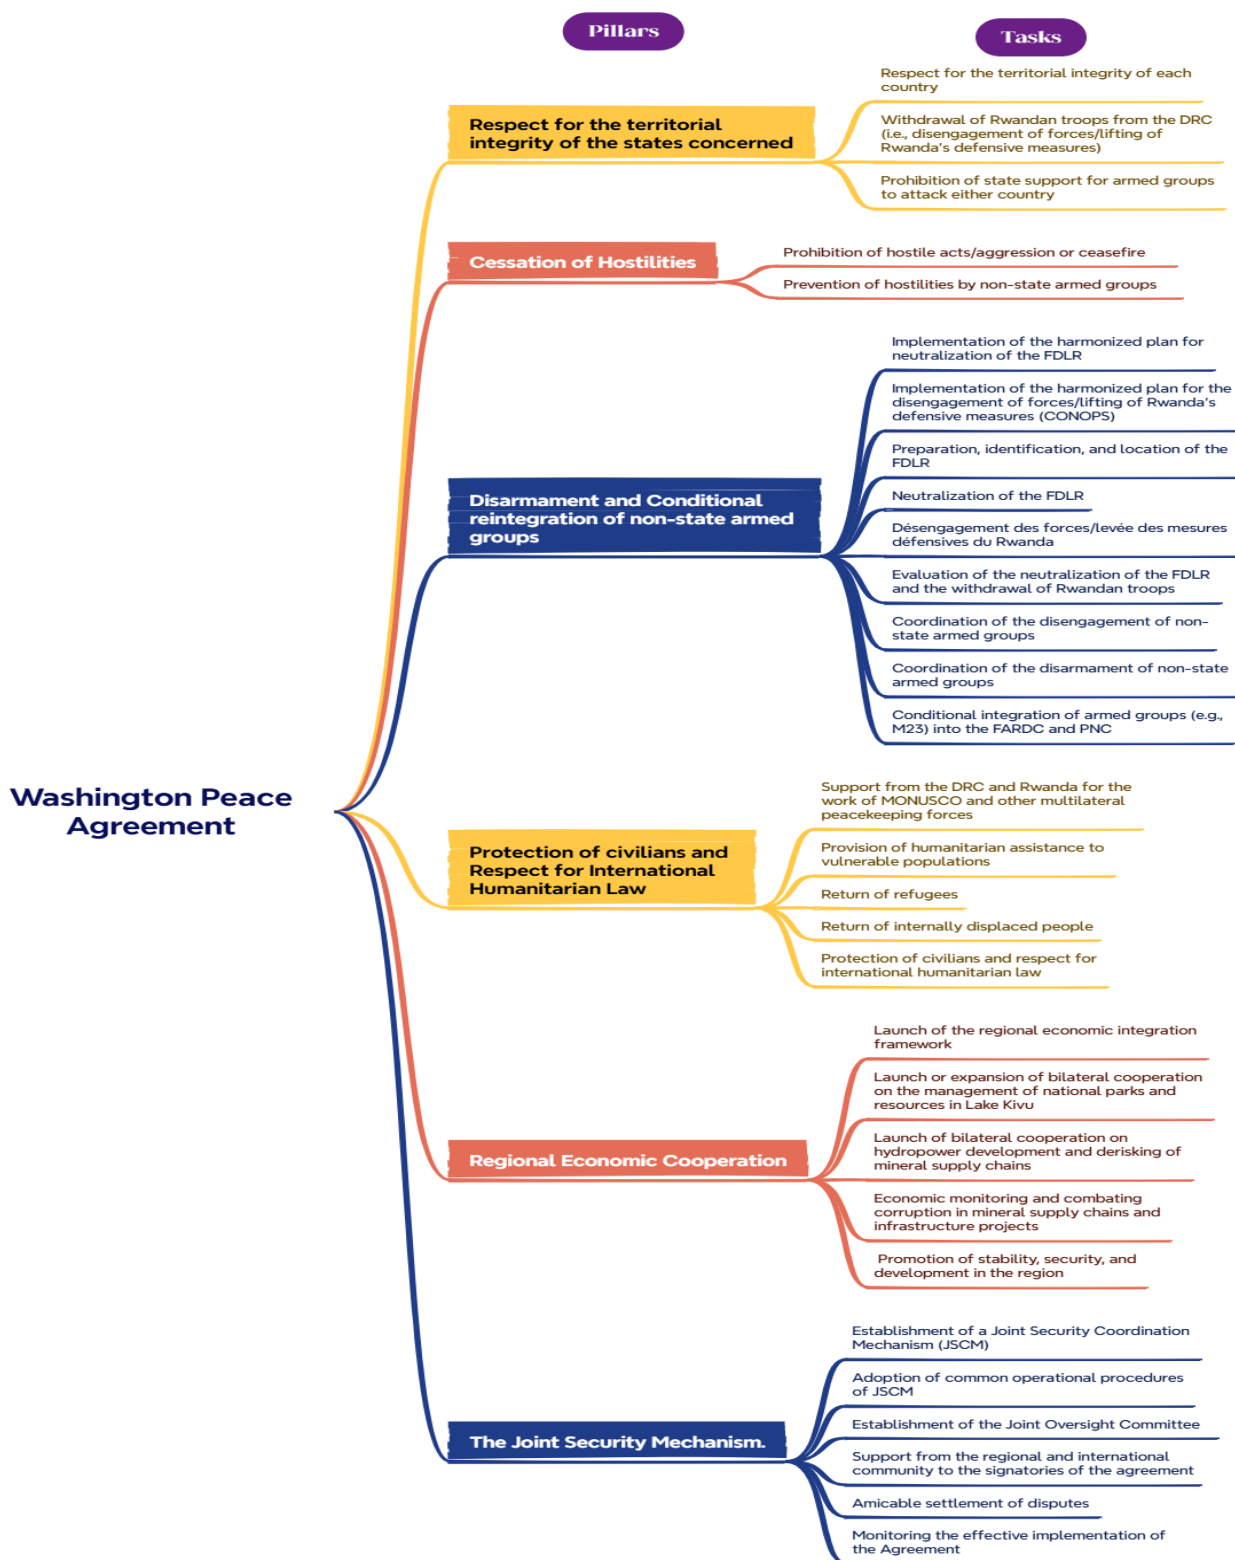 Pillars
Tasks
Washington Peace
Agreement
Respect for the territorial
integrity of the states concerned
Respect for the territorial integrity of each
country
Withdrawal of Rwandan troops from the DRC
(i.e., disengagement of forces/lifting of
Rwanda's defensive measures)
Prohibition of state support for armed groups
to attack either country
Cessation of Hostilities
Prohibition of hostile acts/aggression or ceasefire
Prevention of hostilities by non-state armed groups
Disarmament and Conditional
reintegration of non-state armed
groups
Implementation of the harmonized plan for
neutralization of the FDLR
Implementation of the harmonized plan for the
disengagement of forces/lifting of Rwanda's
defensive measures (CONOPS)
Preparation, identification, and location of the
FDLR
Neutralization of the FDLR
Désengagement des forces/levée des mesures
défensives du Rwanda
Evaluation of the neutralization of the FDLR
and the withdrawal of Rwandan troops
Coordination of the disengagement of non-
state armed groups
Coordination of the disarmament of non-state
armed groups
Conditional integration of armed groups (e.g.,
M23) into the FARDC and PNC
Protection of civilians and
Respect for International
Humanitarian Law
Support from the DRC and Rwanda for the
work of MONUSCO and other multilateral
peacekeeping forces
Provision of humanitarian assistance to
vulnerable populations
Return of refugees
Return of internally displaced people
Protection of civilians and respect for
international humanitarian law
Regional Economic Cooperation
Launch of the regional economic integration
framework
Launch or expansion of bilateral cooperation
on the management of national parks and
resources in Lake Kivu
Launch of bilateral cooperation on
hydropower development and derisking of
mineral supply chains
Economic monitoring and combating
corruption in mineral supply chains and
infrastructure projects
Promotion of stability, security, and
development in the region
The Joint Security Mechanism.
Establishment of a Joint Security Coordination
Mechanism (JSCM)
Adoption of common operational procedures
of JSCM
Establishment of the Joint Oversight Committee
Support from the regional and international
community to the signatories of the agreement
Amicable settlement of disputes
Monitoring the effective implementation of
the Agreement